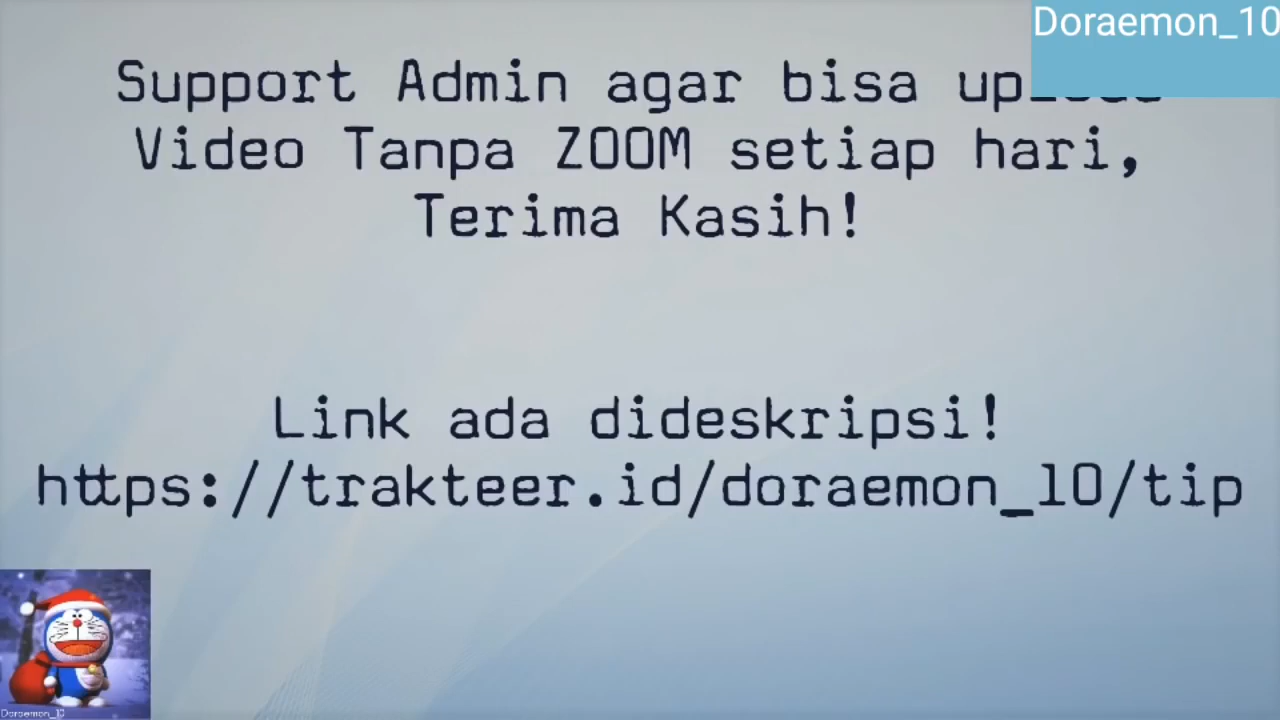 Doraemon_10
Support Admin agar bisa
Video Tanpa ZOOM setiap hari,
Terima Kasih!
Link ada dideskripsi!
https://trakteer.id/doraemon_10/tip
Doraemon_10